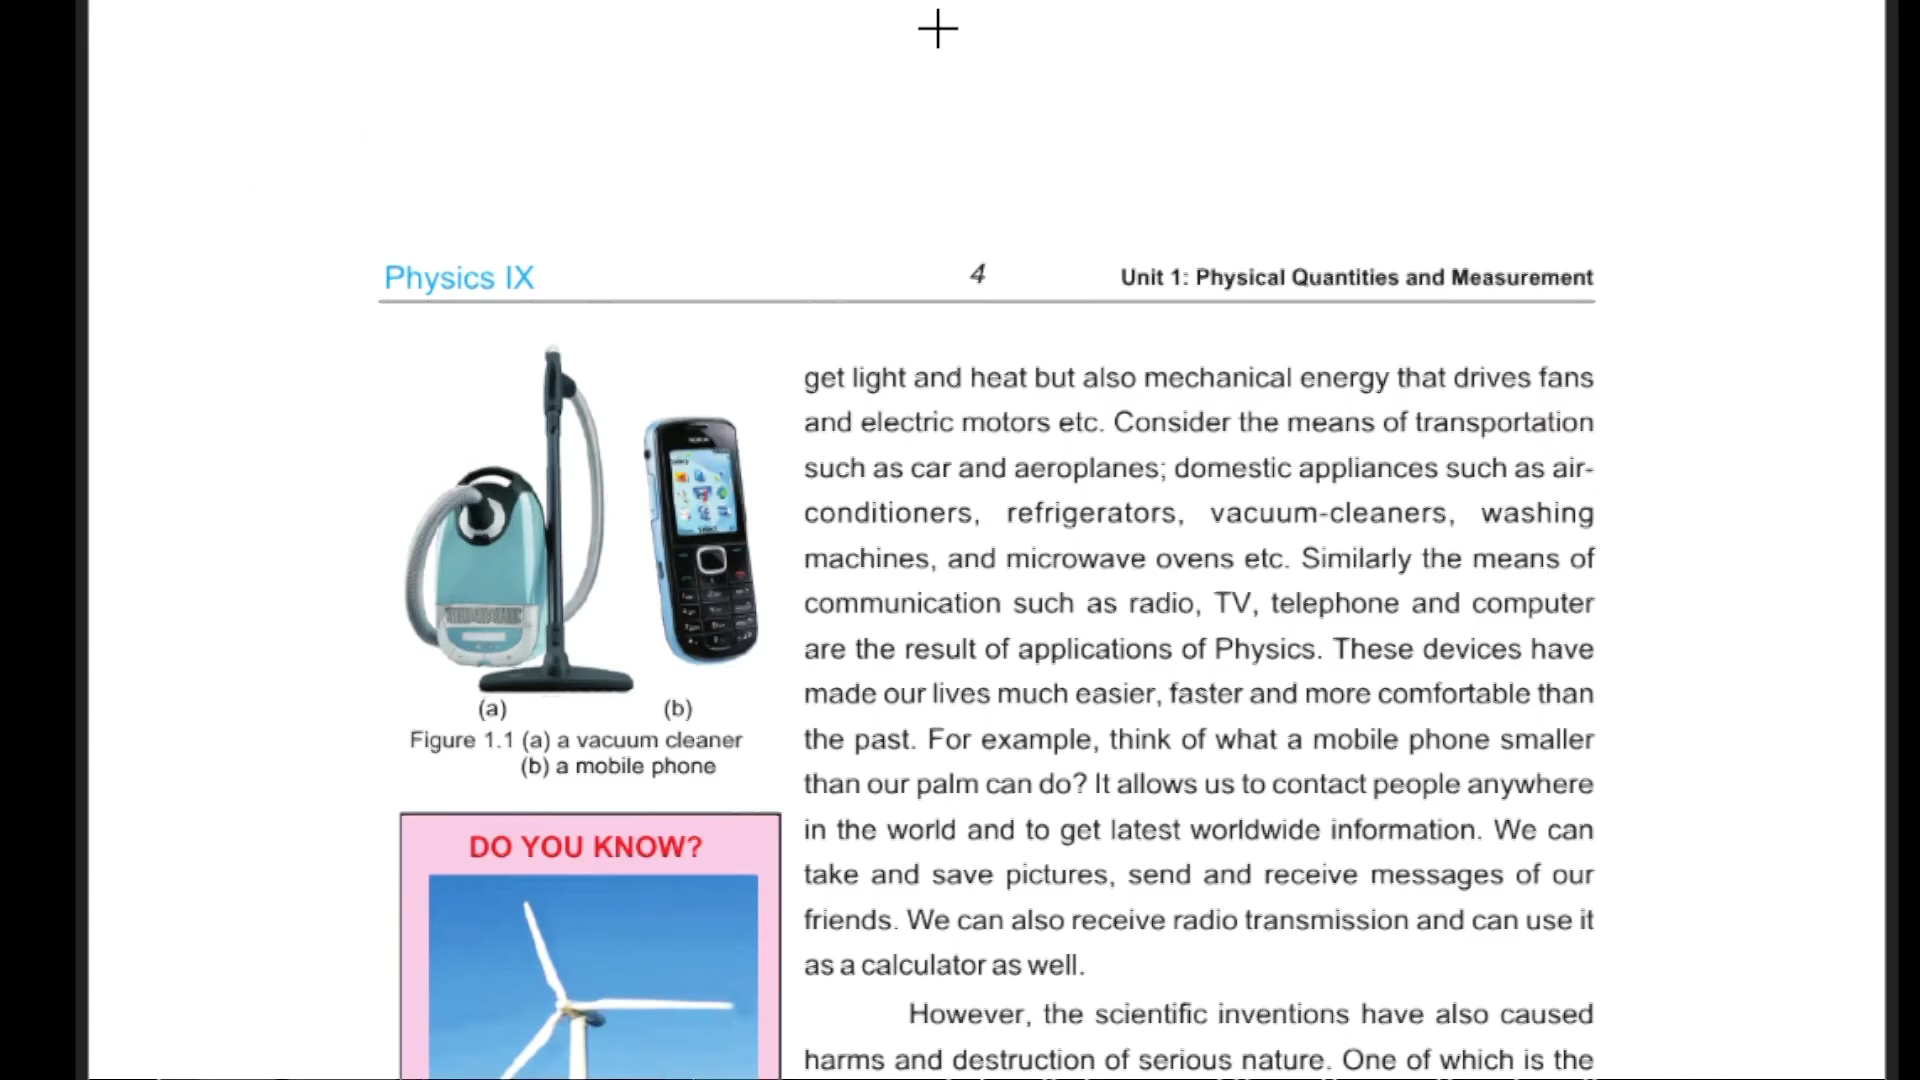 Physics IX
4
Unit 1: Physical Quantities and Measurement
(a)
(b)
Figure 1.1 (a) a vacuum cleaner
(b) a mobile phone
DO YOU KNOW?
get light and heat but also mechanical energy that drives fans
and electric motors etc. Consider the means of transportation
such as car and aeroplanes; domestic appliances such as air-
conditioners, refrigerators, vacuum-cleaners, washing
machines, and microwave ovens etc. Similarly the means of
communication such as radio, TV, telephone and computer
are the result of applications of Physics. These devices have
made our lives much easier, faster and more comfortable than
the past. For example, think of what a mobile phone smaller
than our palm can do? It allows us to contact people anywhere
in the world and to get latest worldwide information. We can
take and save pictures, send and receive messages of our
friends. We can also receive radio transmission and can use it
as a calculator as well.
However, the scientific inventions have also caused
harms and destruction of serious nature. One of which is the